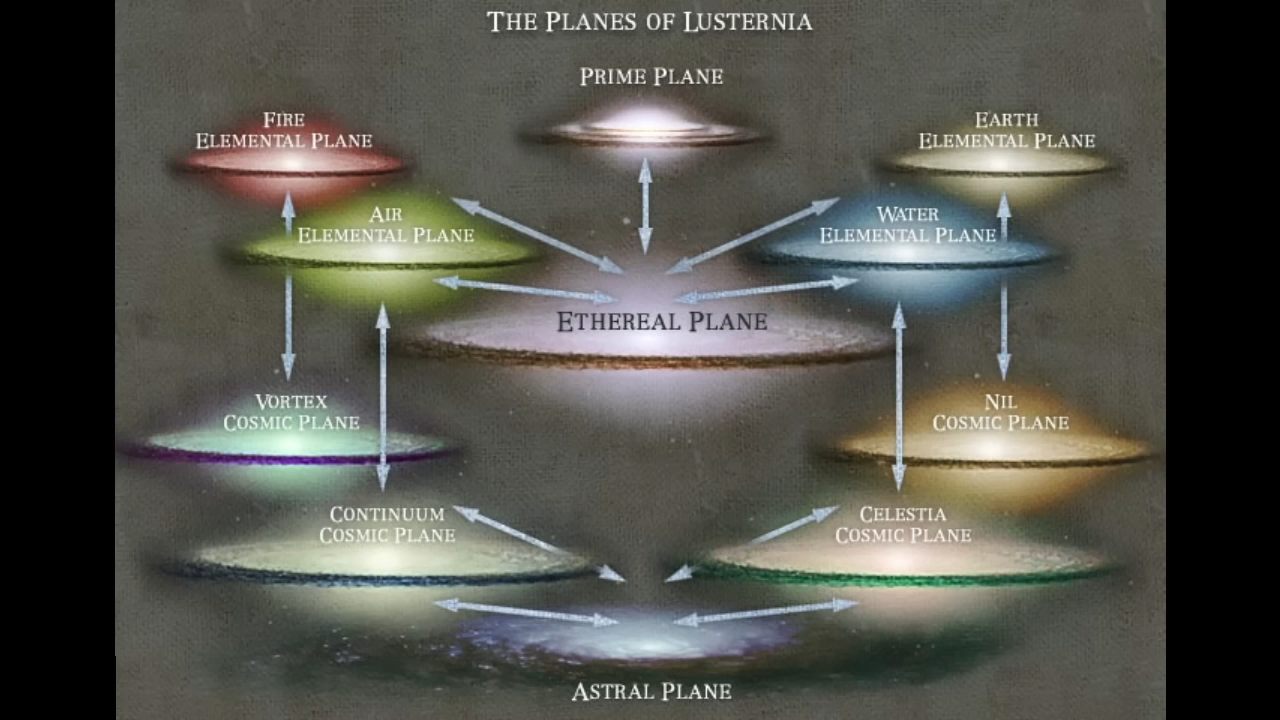 THE PLANES OF LUSTERNIA
PRIME PLANE
FIRE
ELEMENTAL PLANE
EARTH
ELEMENTAL PLANE
AIR
ELEMENTAL PLANE
WATER
ELEMENTAL PLANE
ETHEREAL PLANE
VORTEX
COSMIC PLANE
NIL
COSMIC PLANE
CONTINUUM
COSMIC PLANE
CELESTIA
COSMIC PLANE
ASTRAL PLANE